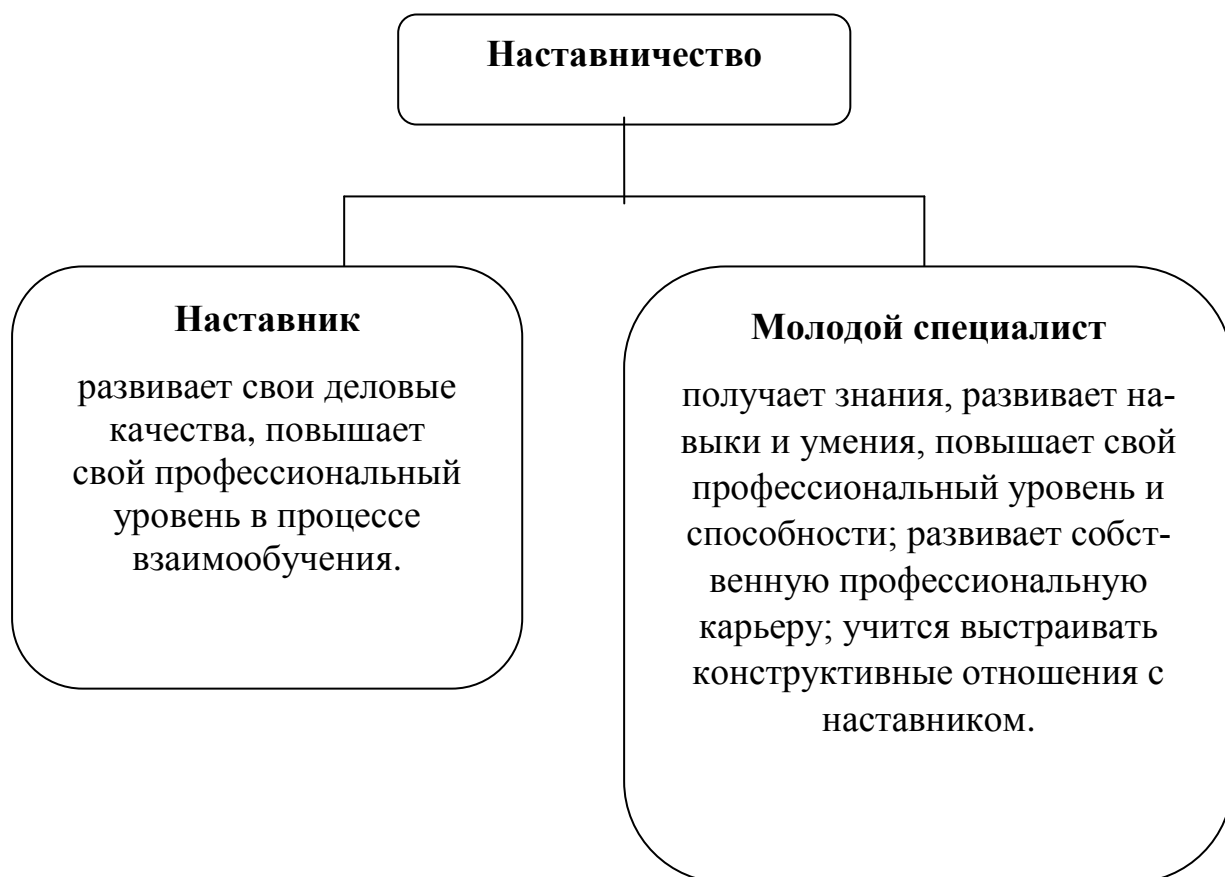 Наставничество
Наставник
развивает свои деловые
качества, повышает
свой профессиональный
уровень в процессе
взаимообучения.
Молодой специалист
получает знания, развивает на-
выки и умения, повышает свой
профессиональный уровень и
способности; развивает собст-
венную профессиональную
карьеру; учится выстраивать
конструктивные отношения с
наставником.